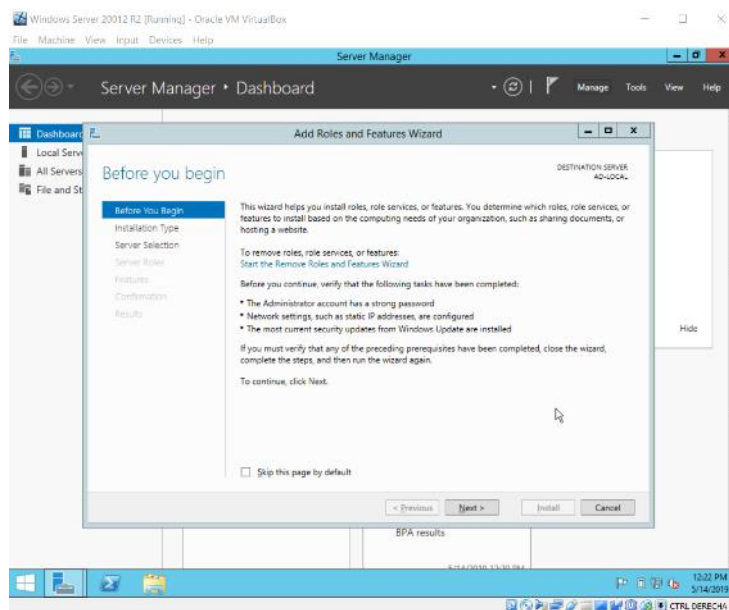 Windows Server 20012 R2 [Running] - Oracle VM VirtualBox
File Machine View Input Devices Help
Server Manager
Server Manager • Dashboard
Manage Tools View Help
Dashboard
Local Serv
All Servers
File and St
Add Roles and Features Wizard
Before you begin
DESTINATION SERVER
AD-LOCAL
Before You Begin
Installation Type
Server Selection
Server Roles
Features
Confirmation
Results
This wizard helps you install roles, role services, or features. You determine which roles, role services, or
features to install based on the computing needs of your organization, such as sharing documents, or
hosting a website.
To remove roles, role services, or features:
Start the Remove Roles and Features Wizard
Before you continue, verify that the following tasks have been completed:
• The Administrator account has a strong password
• Network settings, such as static IP addresses, are configured
• The most current security updates from Windows Update are installed
If you must verify that any of the preceding prerequisites have been completed, close the wizard,
complete the steps, and then run the wizard again.
To continue, click Next.
Skip this page by default
< Previous Next > Install Cancel
Hide
BPA results
12:22 PM
5/14/2019
CTRL DERECHA